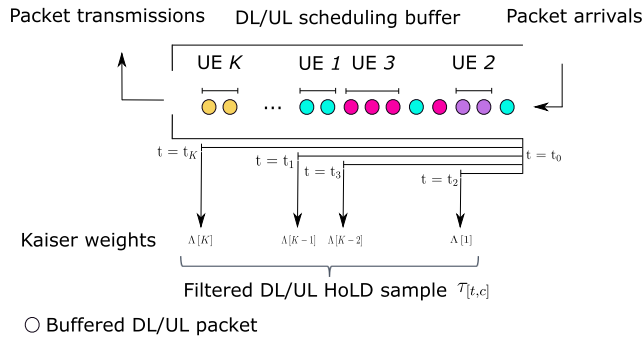 Packet transmissions DL/UL scheduling buffer Packet arrivals
UE K UE 1 UE 3 UE 2
...
t = t_K t = t_1 t = t_3 t = t_2 t = t_0
Kaiser weights Λ[K] Λ[K−1] Λ[K−2] Λ[1]
Filtered DL/UL HoLD sample τ_[t,c]
Buffered DL/UL packet